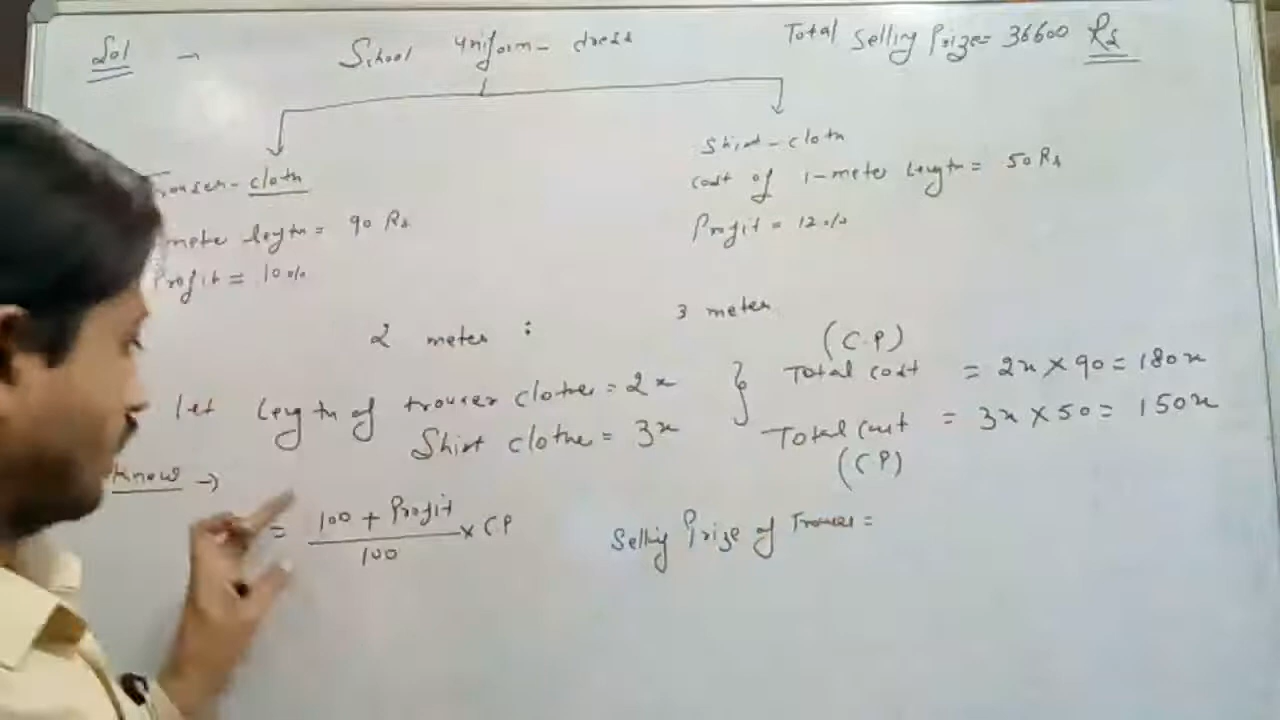 Sol → School Uniform - dress Total Selling Prize = 36600 Rs
Trouser - cloth
meter length = 90 Rs
Profit = 10%
Shirt - cloth
cost of 1-meter length = 50 Rs
Profit = 12%
2 meter : 3 meter
let length of trouser clothe = 2x } Total cost (C.P) = 2x × 90 = 180x
Shirt clothe = 3x Total cost (C.P) = 3x × 50 = 150x
know →
= 100 + Profit / 100 × CP Selling Prize of Trouser =